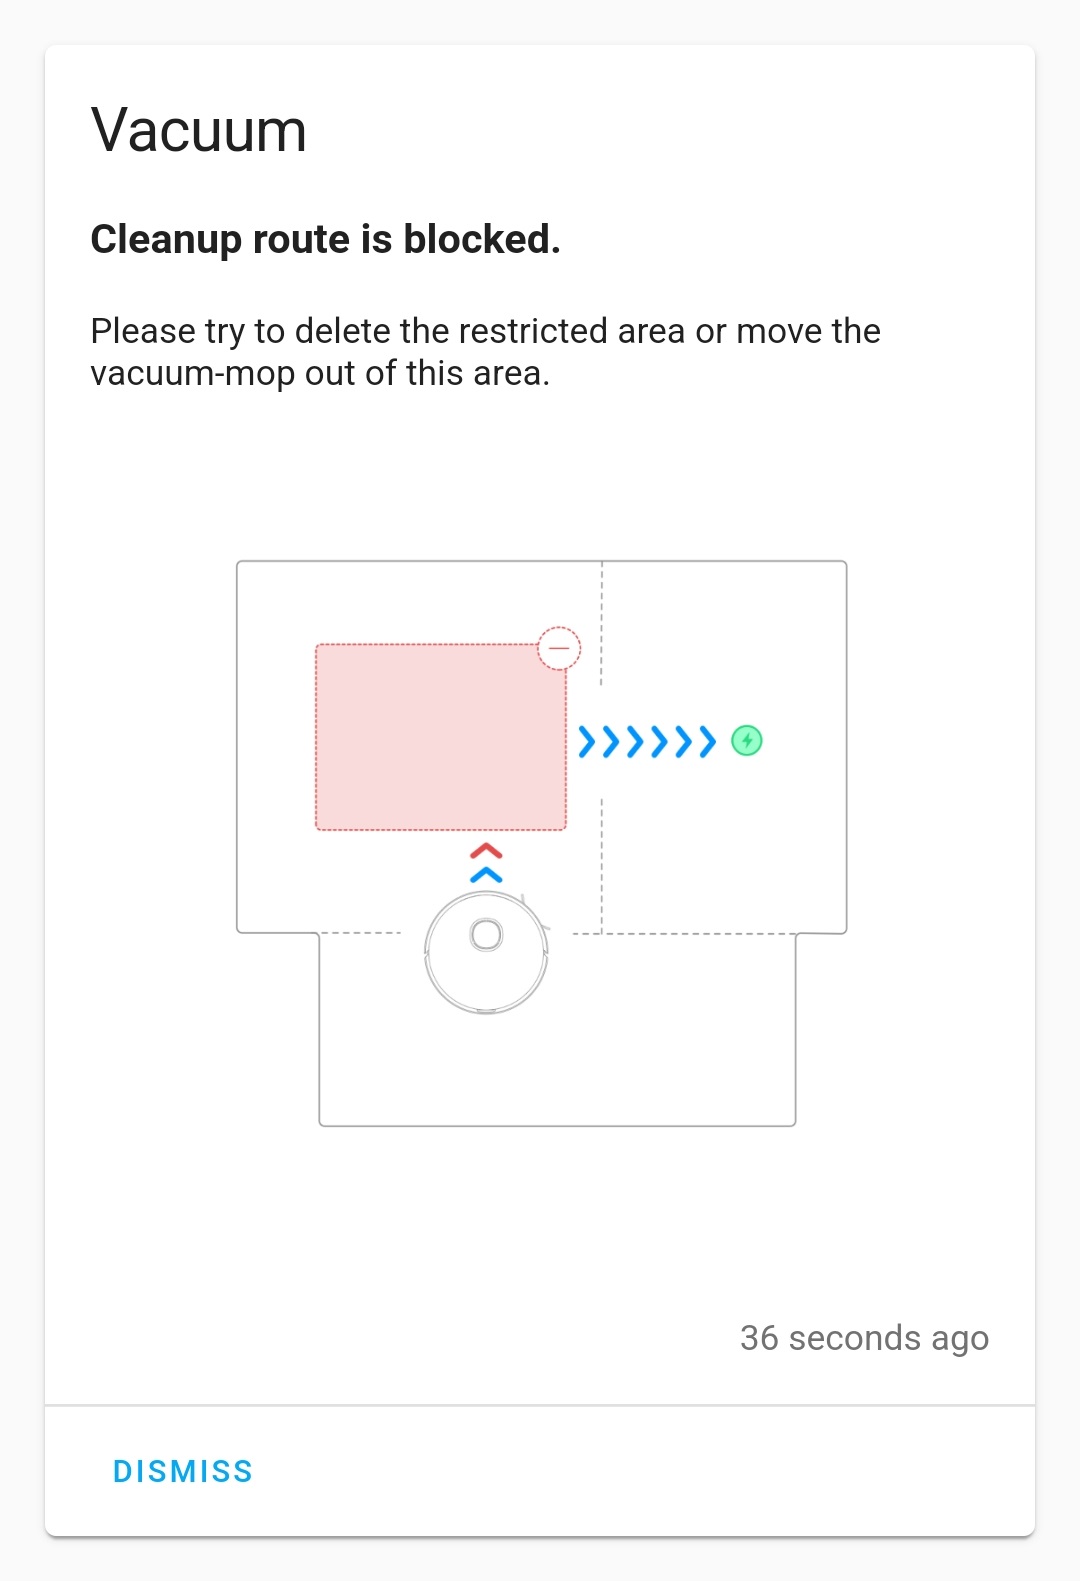 Vacuum
Cleanup route is blocked.
Please try to delete the restricted area or move the
vacuum-mop out of this area.
36 seconds ago
DISMISS